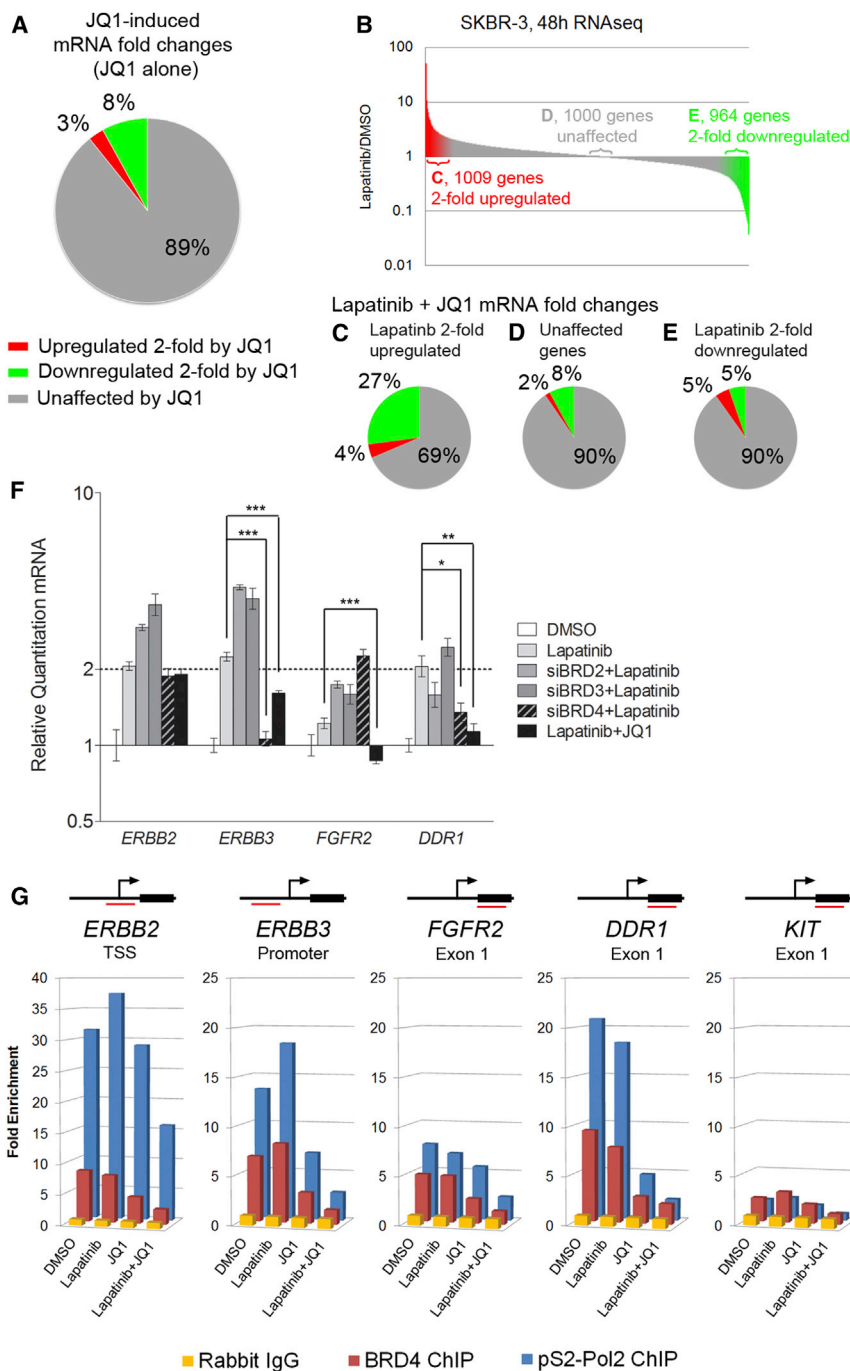 A
JQ1-induced
mRNA fold changes
(JQ1 alone)
8%
3%
89%
Upregulated 2-fold by JQ1
Downregulated 2-fold by JQ1
Unaffected by JQ1
B
SKBR-3, 48h RNAseq
Lapatinib/DMSO
100
10
1
0.1
0.01
D, 1000 genes
unaffected
E, 964 genes
2-fold downregulated
C, 1009 genes
2-fold upregulated
Lapatinib + JQ1 mRNA fold changes
C
Lapatinb 2-fold
upregulated
27%
4%
69%
D
Unaffected
genes
2%
8%
90%
E
Lapatinib 2-fold
downregulated
5%
5%
90%
F
Relative Quantitation mRNA
10
2
1
0.5
***
***
***
**
*
ERBB2
ERBB3
FGFR2
DDR1
DMSO
Lapatinib
siBRD2+Lapatinib
siBRD3+Lapatinib
siBRD4+Lapatinib
Lapatinib+JQ1
G
ERBB2
TSS
ERBB3
Promoter
FGFR2
Exon 1
DDR1
Exon 1
KIT
Exon 1
Fold Enrichment
40
35
30
25
20
15
10
5
0
25
20
15
10
5
0
25
20
15
10
5
0
25
20
15
10
5
0
25
20
15
10
5
0
DMSO
Lapatinib
JQ1
Lapatinib+JQ1
DMSO
Lapatinib
JQ1
Lapatinib+JQ1
DMSO
Lapatinib
JQ1
Lapatinib+JQ1
DMSO
Lapatinib
JQ1
Lapatinib+JQ1
DMSO
Lapatinib
JQ1
Lapatinib+JQ1
Rabbit IgG
BRD4 ChIP
pS2-Pol2 ChIP